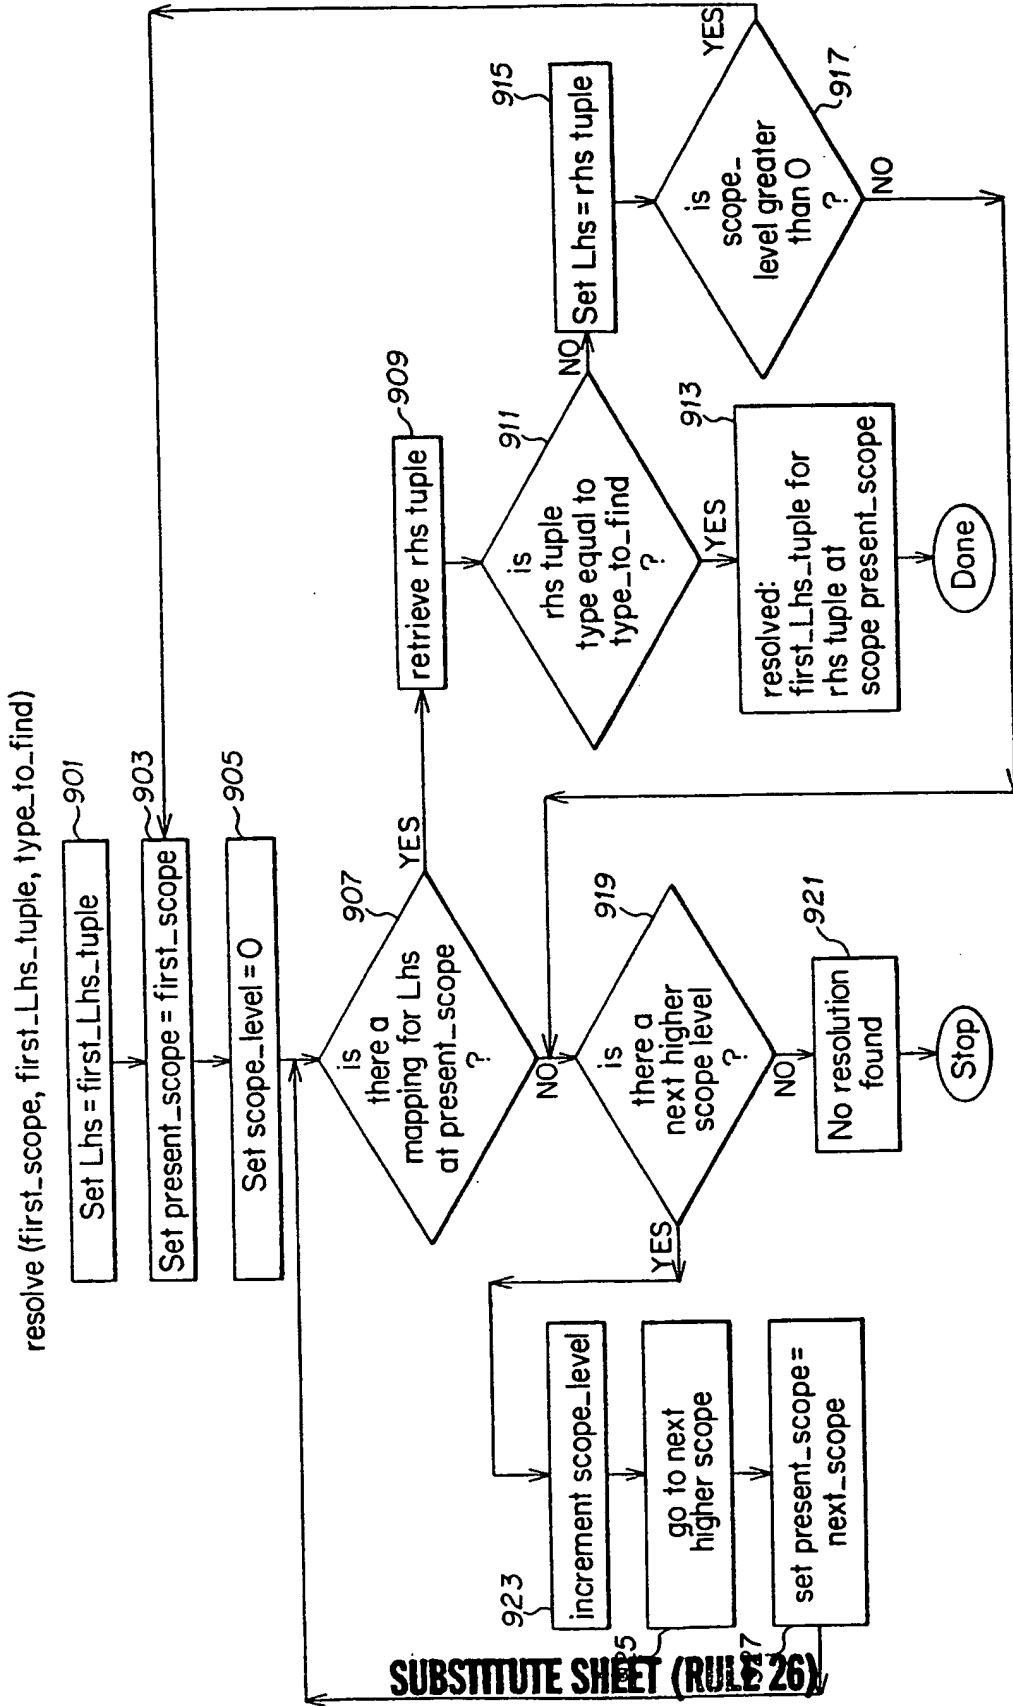 resolve (first_scope, first_Lhs_tuple, type_to_find)
Set Lhs = first_Lhs_tuple
901
Set present_scope = first_scope
903
Set scope_level = 0
905
is
there a
mapping for Lhs
at present_scope
?
907
YES
NO
retrieve rhs tuple
909
is
rhs tuple
type equal to
type_to_find
?
911
NO
YES
resolved:
first_Lhs_tuple for
rhs tuple at
scope present_scope
913
Done
Set Lhs = rhs tuple
915
is
scope_
level greater
than 0
?
917
YES
NO
is
there a
next higher
scope level
?
919
YES
NO
No resolution
found
921
Stop
increment scope_level
923
go to next
higher scope
set present_scope =
next_scope
SUBSTITUTE SHEET (RULE 26)